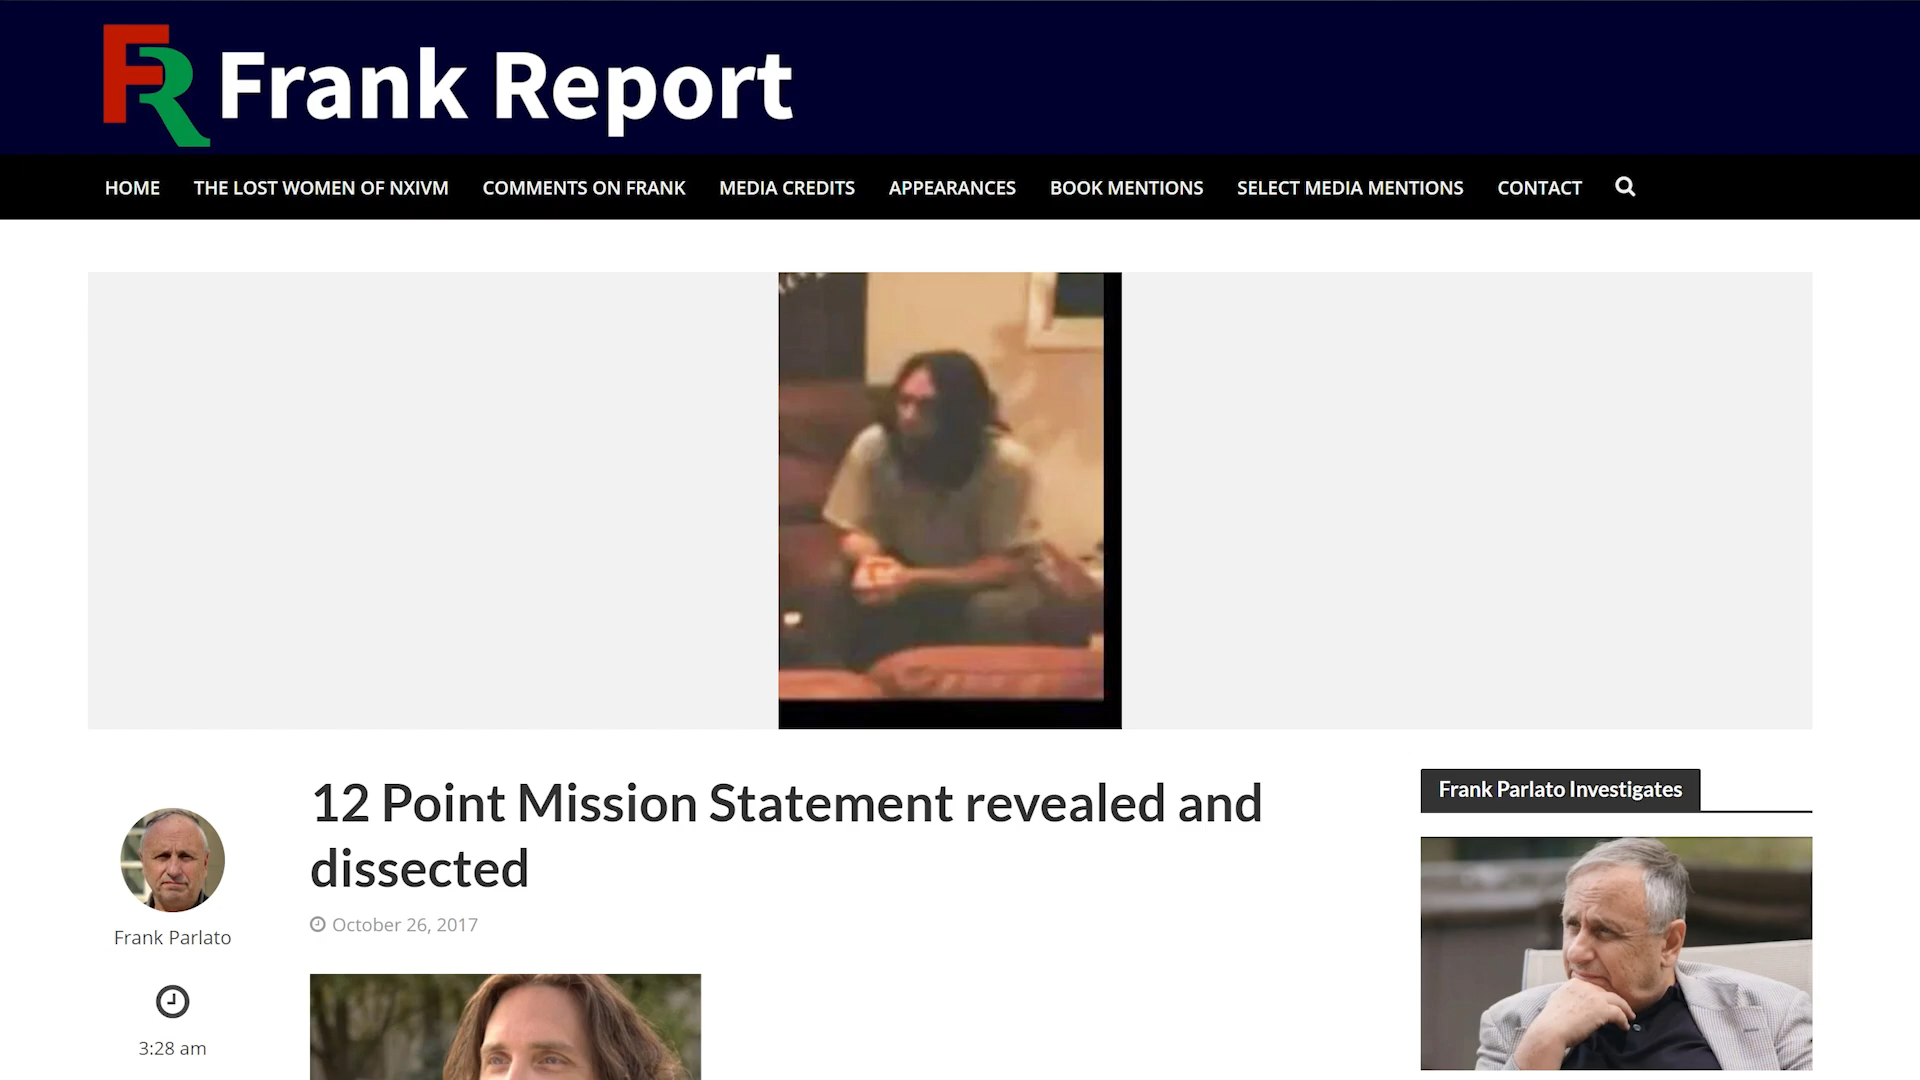 FR Frank Report
HOME THE LOST WOMEN OF NXIVM COMMENTS ON FRANK MEDIA CREDITS APPEARANCES BOOK MENTIONS SELECT MEDIA MENTIONS CONTACT
12 Point Mission Statement revealed and
dissected
October 26, 2017
Frank Parlato
3:28 am
Frank Parlato Investigates